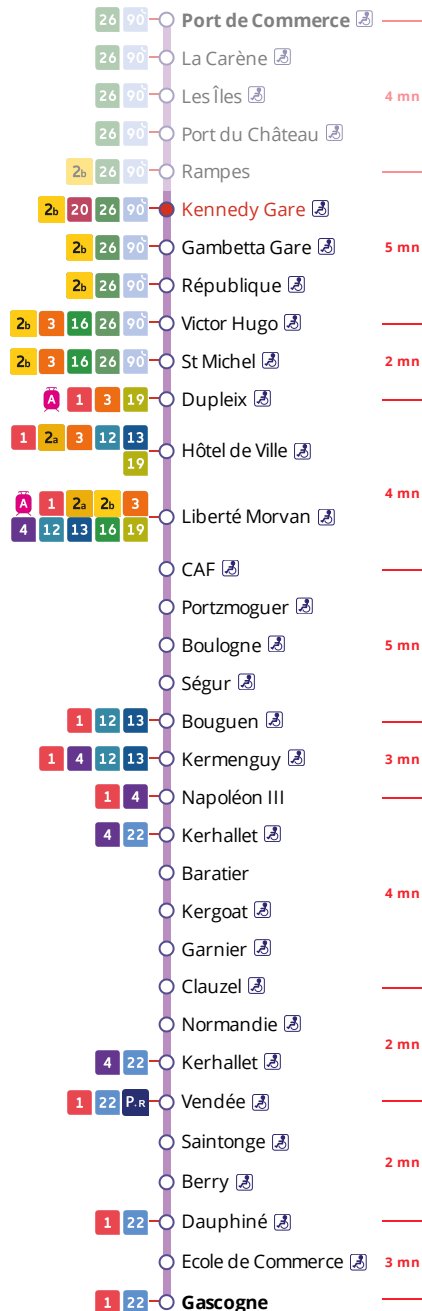 26 90 Port de Commerce
26 90 La Carène
26 90 Les Îles 4 mn
26 90 Port du Château
2b 26 90 Rampes
2b 20 26 90 Kennedy Gare
2b 26 90 Gambetta Gare 5 mn
2b 26 90 République
2b 3 16 26 90 Victor Hugo
2b 3 16 26 90 St Michel 2 mn
A 1 3 19 Dupleix
1 2a 3 12 13
19
Hôtel de Ville
4 mn
A 1 2a 2b 3
4 12 13 16 19
Liberté Morvan
CAF
Portzmoguer
Boulogne 5 mn
Ségur
1 12 13 Bouguen
1 4 12 13 Kermenguy 3 mn
1 4 Napoléon III
4 22 Kerhallet
Baratier
4 mn
Kergoat
Garnier
Clauzel
Normandie
2 mn
4 22 Kerhallet
1 22 P.R Vendée
Saintonge
2 mn
Berry
1 22 Dauphiné
Ecole de Commerce 3 mn
1 22 Gascogne